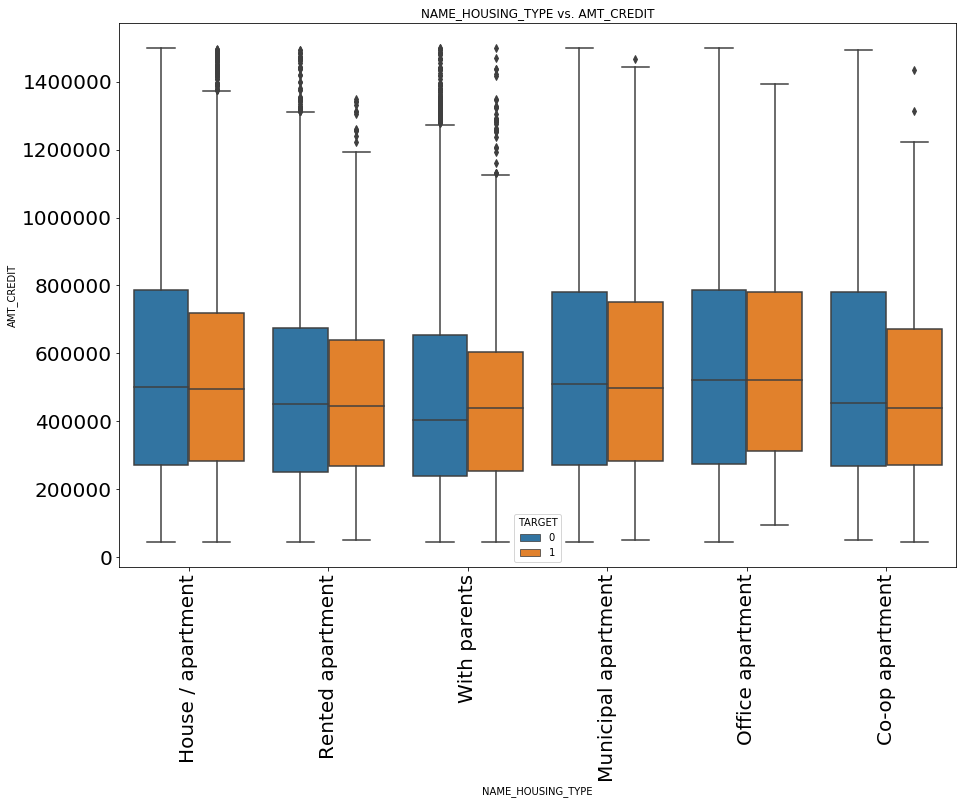 NAME_HOUSING_TYPE vs. AMT_CREDIT
AMT_CREDIT
1400000
1200000
1000000
800000
600000
400000
200000
0
TARGET
0
1
House / apartment
Rented apartment
With parents
Municipal apartment
Office apartment
Co-op apartment
NAME_HOUSING_TYPE